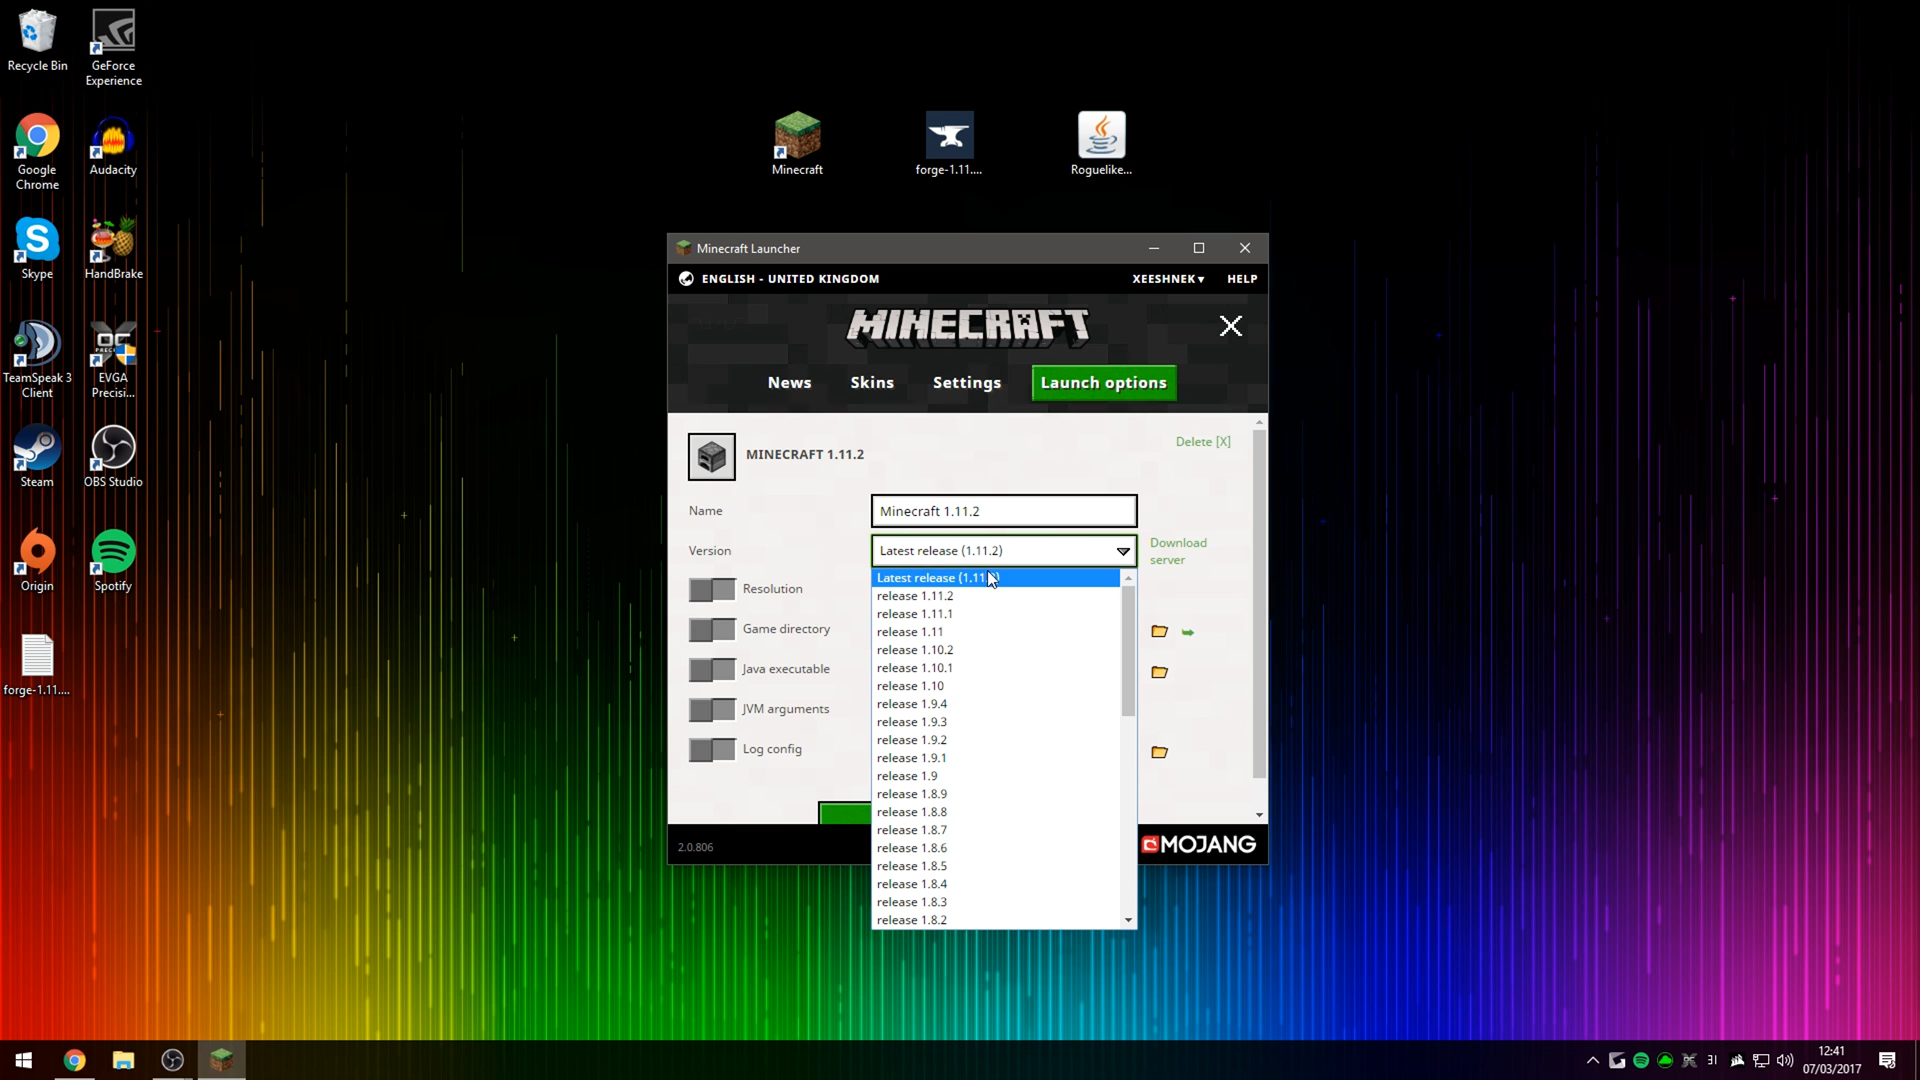 Recycle Bin
GeForce
Experience
Google
Chrome
Audacity
Skype
HandBrake
TeamSpeak 3
Client
EVGA
Precisi...
Steam
OBS Studio
Origin
Spotify
forge-1.11....
Minecraft
forge-1.11....
Roguelike...
Minecraft Launcher
ENGLISH - UNITED KINGDOM
XEESHNEK
HELP
MINECRAFT
News
Skins
Settings
Launch options
MINECRAFT 1.11.2
Delete [X]
Name
Minecraft 1.11.2
Version
Latest release (1.11.2)
Download
server
Resolution
Game directory
Java executable
JVM arguments
Log config
Latest release (1.11
release 1.11.2
release 1.11.1
release 1.11
release 1.10.2
release 1.10.1
release 1.10
release 1.9.4
release 1.9.3
release 1.9.2
release 1.9.1
release 1.9
release 1.8.9
release 1.8.8
release 1.8.7
release 1.8.6
release 1.8.5
release 1.8.4
release 1.8.3
release 1.8.2
2.0.806
MOJANG
12:41
07/03/2017